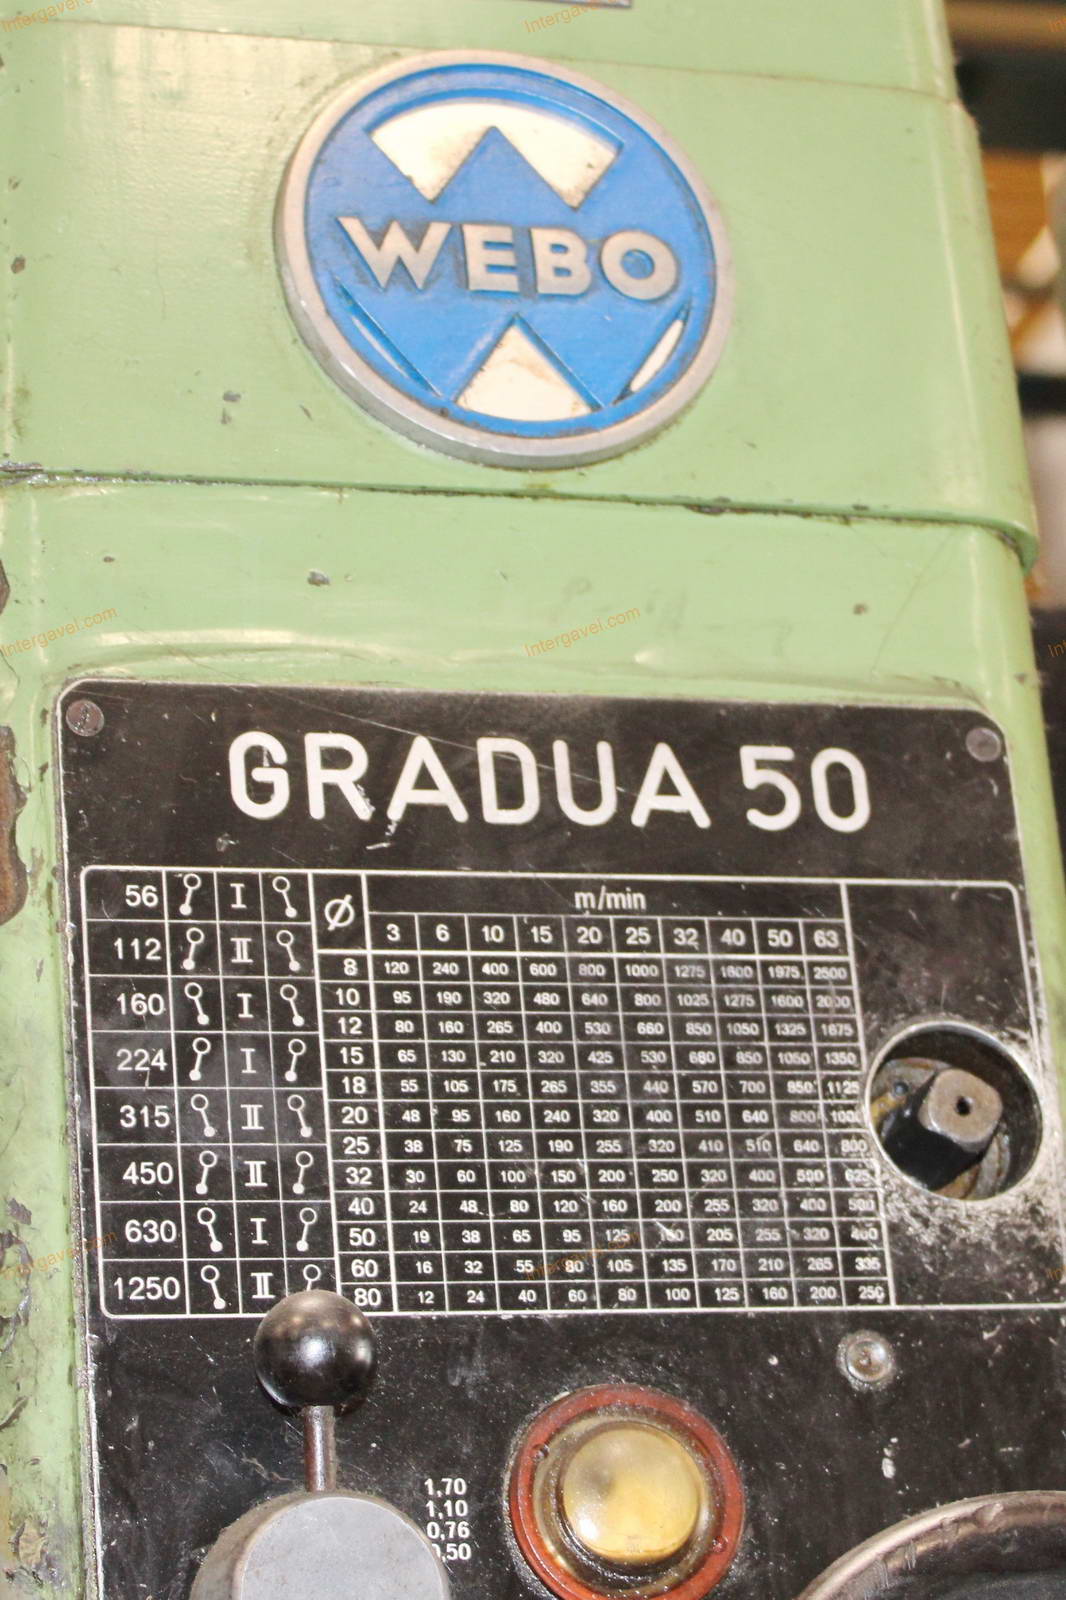 WEBO
GRADUA 50
m/min
Ø 3 6 10 15 20 25 32 40 50 63
56 I
112 II
160 I
224 I
315 II
450 II
630 I
1250 II
8 120 240 400 600 800 1000 1275 1600 1975 2500
10 95 190 320 480 640 800 1025 1275 1600 2000
12 80 160 265 400 530 660 850 1050 1325 1675
15 65 130 210 320 425 530 680 850 1050 1350
18 55 105 175 265 355 440 570 700 850 1125
20 48 95 160 240 320 400 510 640 800
25 38 75 125 190 255 320 410 510 640 800
32 30 60 100 150 200 250 320 400 625
40 24 48 80 120 160 200 255 320 400 500
50 19 38 65 95 125 205 255 320 400
60 16 32 55 80 105 135 170 210 265 335
80 12 24 40 60 80 100 125 160 200 250
1,70
1,10
0,76
0,50
Intergavel.com
Intergavel.com